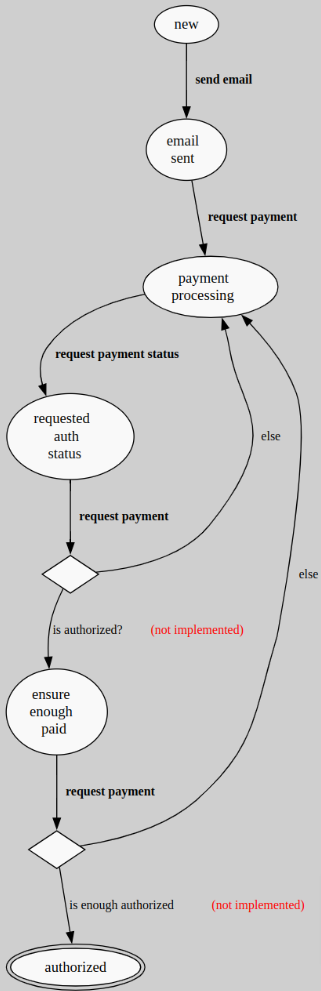 new
send email
email
sent
request payment
payment
processing
request payment status
requested
auth
status
else
request payment
else
is authorized? (not implemented)
ensure
enough
paid
request payment
is enough authorized (not implemented)
authorized